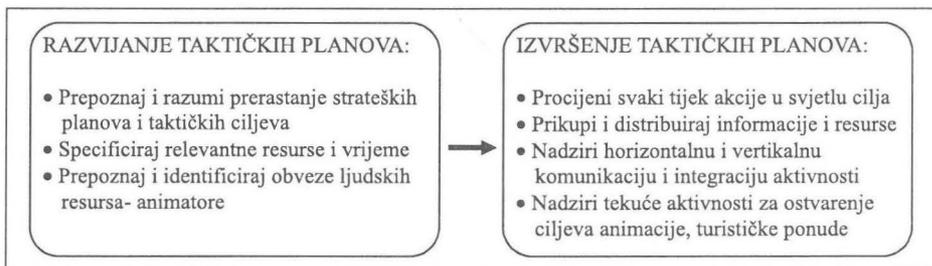 RAZVIJANJE TAKTIČKIH PLANOVA:
• Prepoznaj i razumi prerastanje strateških
planova i taktičkih ciljeva
• Specificiraj relevantne resurse i vrijeme
• Prepoznaj i identificiraj obveze ljudskih
resursa- animatore
IZVRŠENJE TAKTIČKIH PLANOVA:
• Procijeni svaki tijek akcije u svjetlu cilja
• Prikupi i distribuiraj informacije i resurse
• Nadziri horizontalnu i vertikalnu
komunikaciju i integraciju aktivnosti
• Nadziri tekuće aktivnosti za ostvarenje
ciljeva animacije, turističke ponude